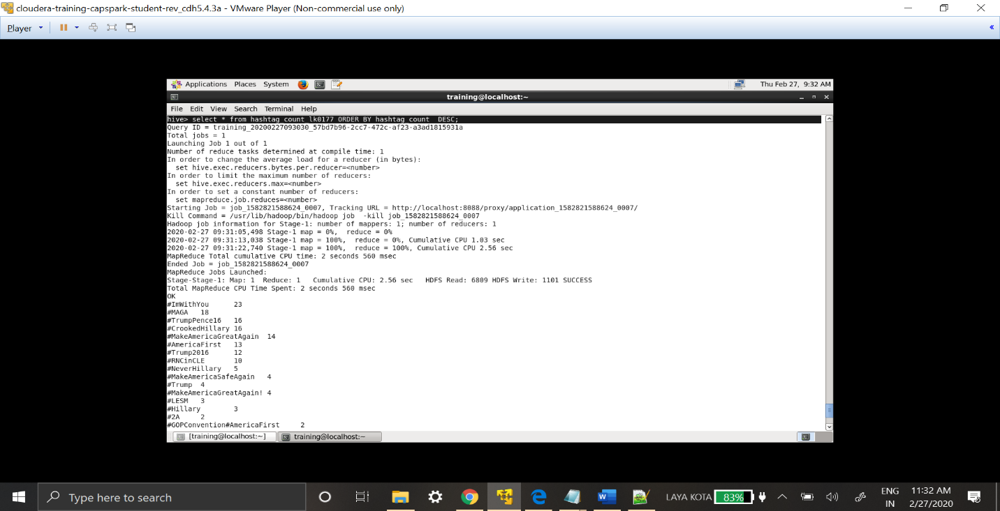 cloudera-training-capspark-student-rev_cdh5.4.3a - VMware Player (Non-commercial use only)
Player
Applications Places System Thu Feb 27, 9:32 AM
training@localhost:~
File Edit View Search Terminal Help
hive> select * from hashtag_count_lk0177 ORDER BY hashtag_count  DESC;
Query ID = training_20200227093030_57bd7b96-2cc7-472c-af23-a3ad1815931a
Total jobs = 1
Launching Job 1 out of 1
Number of reduce tasks determined at compile time: 1
In order to change the average load for a reducer (in bytes):
  set hive.exec.reducers.bytes.per.reducer=<number>
In order to limit the maximum number of reducers:
  set hive.exec.reducers.max=<number>
In order to set a constant number of reducers:
  set mapreduce.job.reduces=<number>
Starting Job = job_1582821588624_0007, Tracking URL = http://localhost:8088/proxy/application_1582821588624_0007/
Kill Command = /usr/lib/hadoop/bin/hadoop job  -kill job_1582821588624_0007
Hadoop job information for Stage-1: number of mappers: 1; number of reducers: 1
2020-02-27 09:31:05,498 Stage-1 map = 0%,  reduce = 0%
2020-02-27 09:31:13,038 Stage-1 map = 100%,  reduce = 0%, Cumulative CPU 1.03 sec
2020-02-27 09:31:22,740 Stage-1 map = 100%,  reduce = 100%, Cumulative CPU 2.56 sec
MapReduce Total cumulative CPU time: 2 seconds 560 msec
Ended Job = job_1582821588624_0007
MapReduce Jobs Launched:
Stage-Stage-1: Map: 1  Reduce: 1   Cumulative CPU: 2.56 sec   HDFS Read: 6809 HDFS Write: 1101 SUCCESS
Total MapReduce CPU Time Spent: 2 seconds 560 msec
OK
#ImWithYou 23
#MAGA 18
#TrumpPence16 16
#CrookedHillary 16
#MakeAmericaGreatAgain 14
#AmericaFirst 13
#Trump2016 12
#RNCinCLE 10
#NeverHillary 5
#MakeAmericaSafeAgain 4
#Trump 4
#MakeAmericaGreatAgain! 4
#LESM 3
#Hillary 3
#2A 2
#GOPConvention#AmericaFirst 2
[training@localhost:~] training@localhost:~
Type here to search LAYA KOTA 83% ENG IN 11:32 AM 2/27/2020